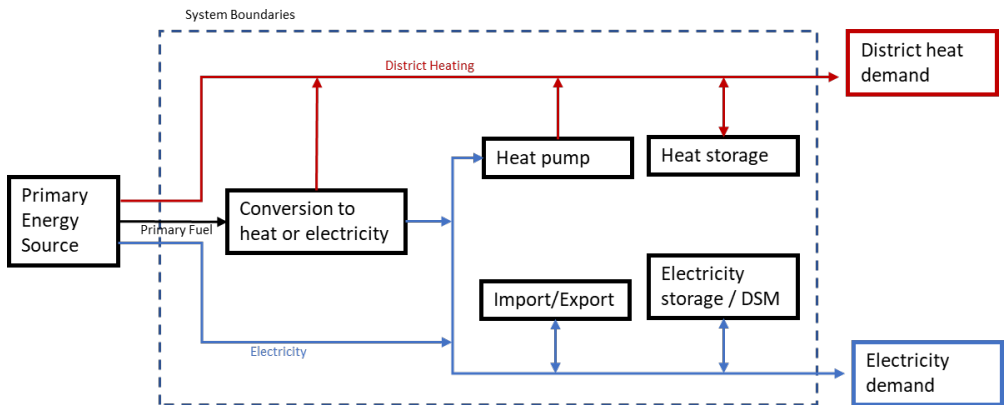 System Boundaries
District Heating
District heat
demand
Heat pump
Heat storage
Primary
Energy
Source
Primary Fuel
Conversion to
heat or electricity
Import/Export
Electricity
storage / DSM
Electricity
Electricity
demand